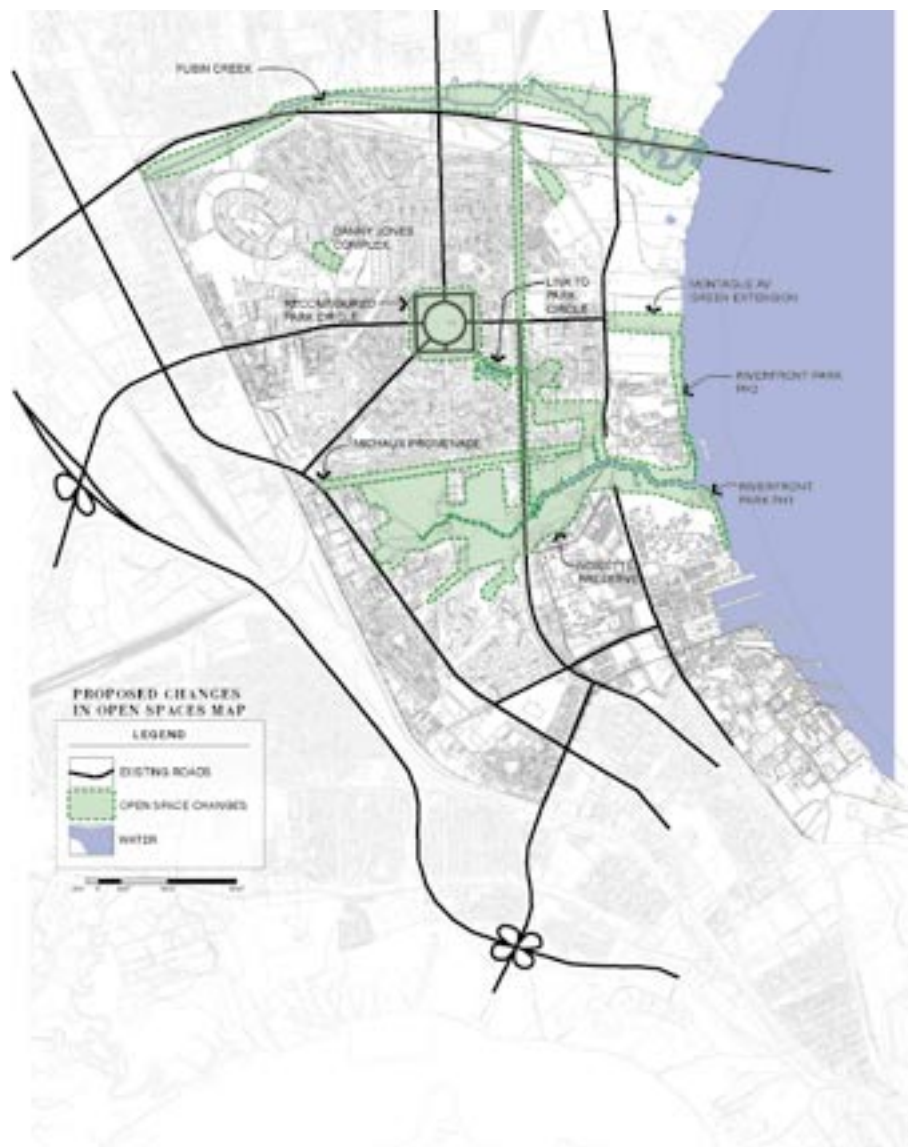 FUBIN CREEK
DANNY JONES
COMPLEX
RECONFIGURED
PARK CIRCLE
LINK TO
PARK
CIRCLE
MONTAGUE AV
GREEN EXTENSION
RIVERFRONT PARK
PH2
MICHAUX PROMENADE
RIVERFRONT
PARK PH1
NOISETTE
PRESERVE
PROPOSED CHANGES
IN OPEN SPACES MAP
LEGEND
EXISTING ROADS
OPEN SPACE CHANGES
WATER